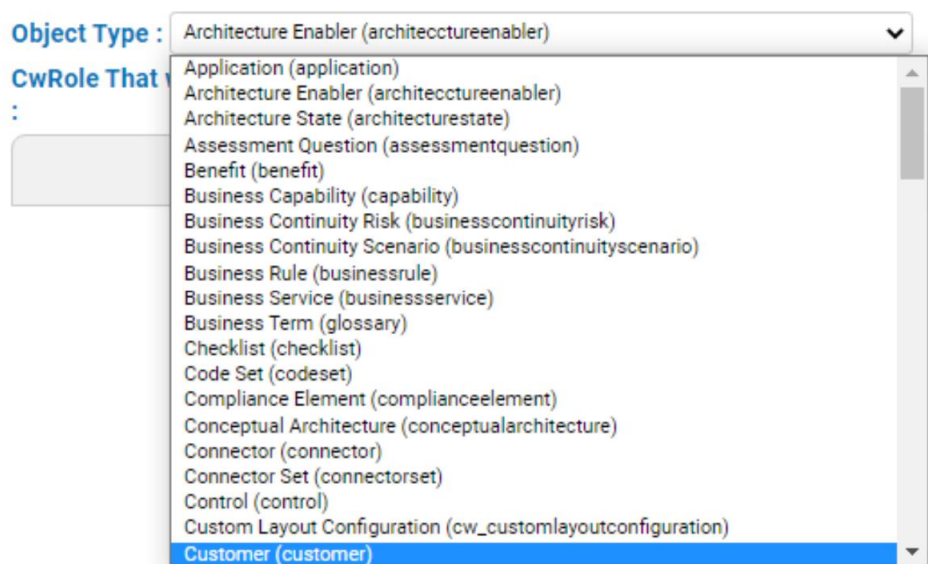 Object Type : Architecture Enabler (architecctureenabler)
CwRole That
:
Application (application)
Architecture Enabler (architecctureenabler)
Architecture State (architecturestate)
Assessment Question (assessmentquestion)
Benefit (benefit)
Business Capability (capability)
Business Continuity Risk (businesscontinuityrisk)
Business Continuity Scenario (businesscontinuityscenario)
Business Rule (businessrule)
Business Service (businessservice)
Business Term (glossary)
Checklist (checklist)
Code Set (codeset)
Compliance Element (complianceelement)
Conceptual Architecture (conceptualarchitecture)
Connector (connector)
Connector Set (connectorset)
Control (control)
Custom Layout Configuration (cw_customlayoutconfiguration)
Customer (customer)